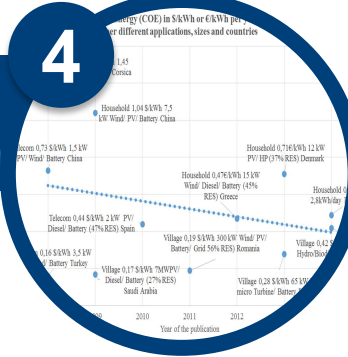 4
(COE) in $/kWh or €/kWh per
different applications, sizes and countries
1,45
Corsica
Household 1,04 $/kWh 7,5
kW Wind/ PV/ Battery China
0,73 $/kWh 1,5 kW
PV/ Wind/ Battery China
Household 0,71€/kWh 12 kW
PV/ HP (37% RES) Denmark
Household 0,47€/kWh 15 kW
Wind/ Diesel/ Battery (45%
RES) Greece
2,8kWh/day
Telecom 0,44 $/kWh 2 kW PV/
Diesel/ Battery (47% RES) Spain
Village 0,42
Village 0,19 $/kWh 300 kW Wind/ PV/
Battery/ Grid 56% RES) Romania
0,16 $/kWh 3,5 kW
Battery Turkey
Village 0,17 $/kWh 7MWPV/
Diesel/ Battery (27% RES)
Saudi Arabia
Village 0,28 $/kWh 65 kW
micro Turbine/ Battery
2010
2011
2012
Year of the publication